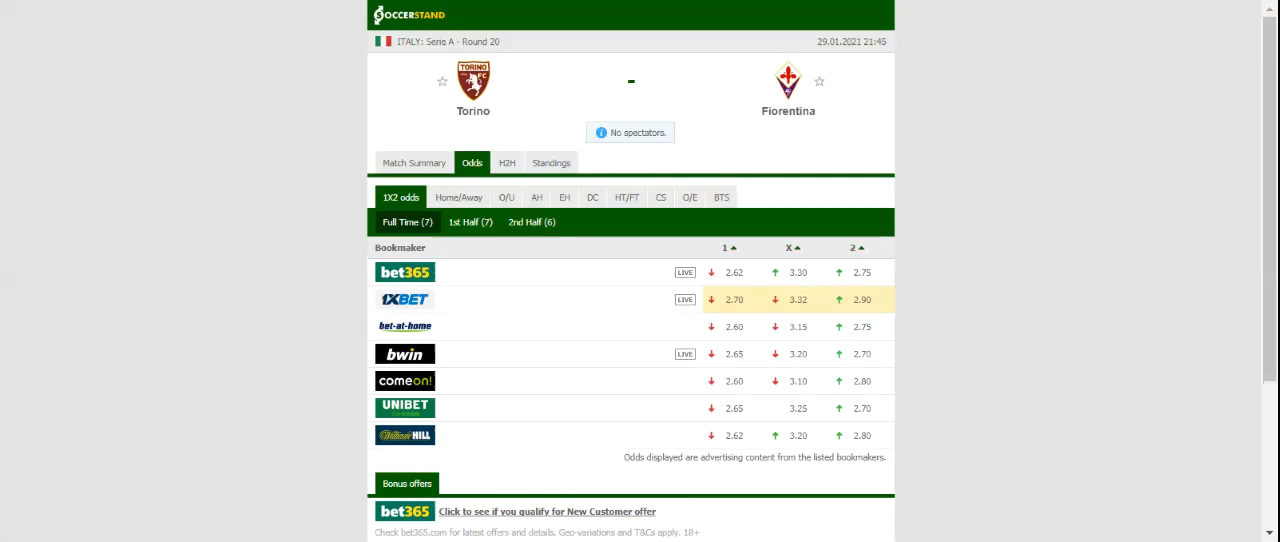 SOCCERSTAND
ITALY: Serie A - Round 20 29.01.2021 21:45
TORINO
FC
-
Torino Fiorentina
No spectators.
Match Summary Odds H2H Standings
1X2 odds Home/Away O/U AH EH DC HT/FT CS O/E BTS
Full Time (7) 1st Half (7) 2nd Half (6)
Bookmaker 1 X 2
bet365 LIVE 2.62 3.30 2.75
1XBET LIVE 2.70 3.32 2.90
bet-at-home 2.60 3.15 2.75
bwin LIVE 2.65 3.20 2.70
comeon! 2.60 3.10 2.80
UNIBET 2.65 3.25 2.70
William HILL 2.62 3.20 2.80
Odds displayed are advertising content from the listed bookmakers.
Bonus offers
bet365 Click to see if you qualify for New Customer offer
Check bet365.com for latest offers and details. Geo-variations and T&Cs apply. 18+